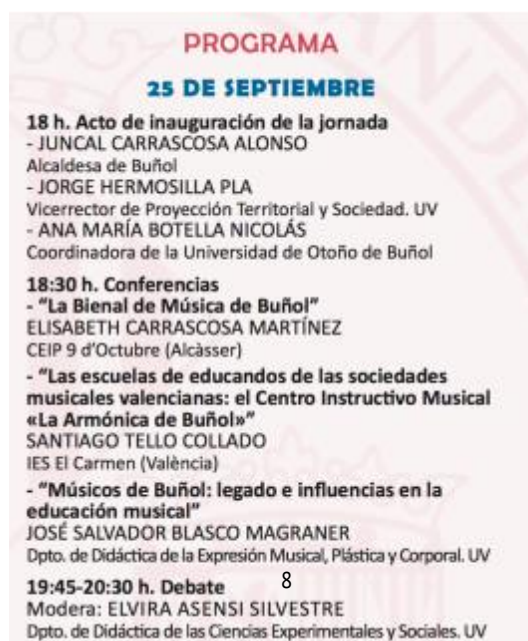 PROGRAMA
25 DE SEPTIEMBRE
18 h. Acto de inauguración de la jornada
- JUNCAL CARRASCOSA ALONSO
Alcaldesa de Buñol
- JORGE HERMOSILLA PLA
Vicerrector de Proyección Territorial y Sociedad. UV
- ANA MARÍA BOTELLA NICOLÁS
Coordinadora de la Universidad de Otoño de Buñol
18:30 h. Conferencias
- “La Bienal de Música de Buñol”
ELISABETH CARRASCOSA MARTÍNEZ
CEIP 9 d’Octubre (Alcàsser)
- “Las escuelas de educandos de las sociedades
musicales valencianas: el Centro Instructivo Musical
«La Armónica de Buñol»”
SANTIAGO TELLO COLLADO
IES El Carmen (València)
- “Músicos de Buñol: legado e influencias en la
educación musical”
JOSÉ SALVADOR BLASCO MAGRANER
Dpto. de Didáctica de la Expresión Musical, Plástica y Corporal. UV
19:45-20:30 h. Debate
8
Modera: ELVIRA ASENSI SILVESTRE
Dpto. de Didáctica de las Ciencias Experimentales y Sociales. UV